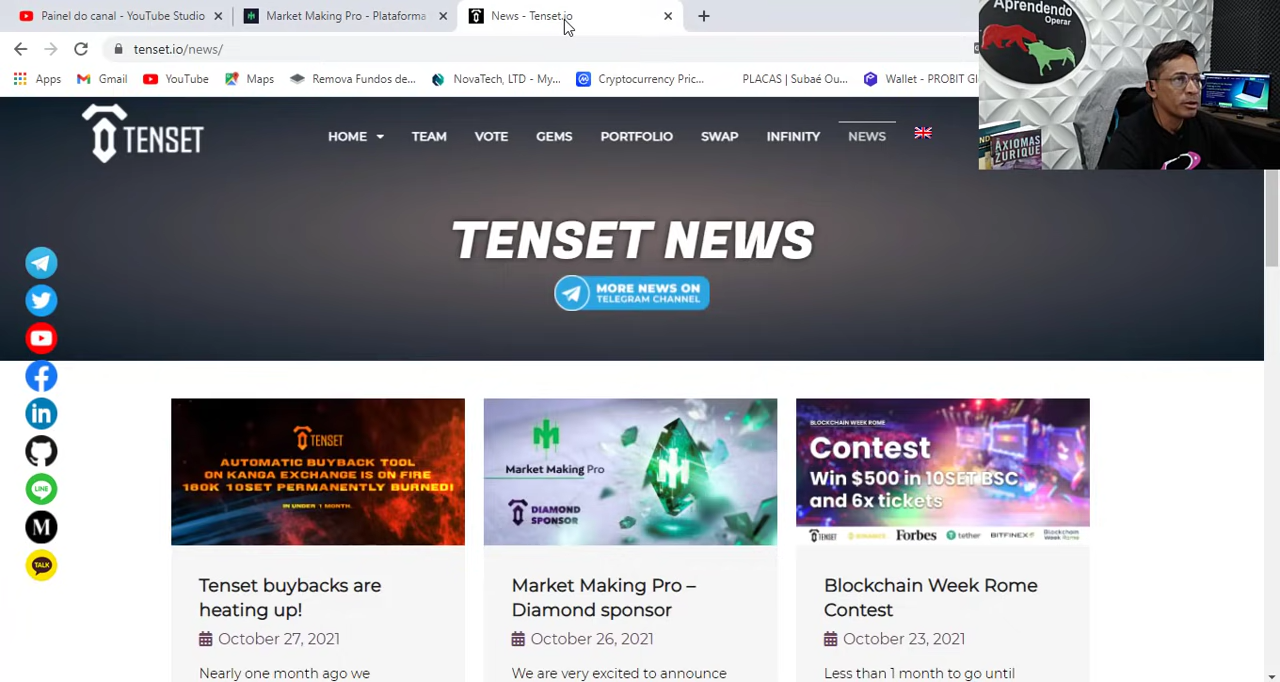 Painel do canal - YouTube Studio
Market Making Pro - Plataforma
News - Tenset.io
tenset.io/news/
Apps
Gmail
YouTube
Maps
Remova Fundos de...
NovaTech, LTD - My...
Cryptocurrency Pric...
PLACAS | Subaé Ou...
Wallet - PROBIT Gl
Aprendendo
Operar
AXIOMAS
ZURIQUE
TENSET
HOME
TEAM
VOTE
GEMS
PORTFOLIO
SWAP
INFINITY
NEWS
TENSET NEWS
MORE NEWS ON
TELEGRAM CHANNEL
LINE
M
TALK
TENSET
AUTOMATIC BUYBACK TOOL
ON KANGA EXCHANGE IS ON FIRE
180K 10SET PERMANENTLY BURNED!
IN UNDER 1 MONTH.
Tenset buybacks are
heating up!
October 27, 2021
Nearly one month ago we
Market Making Pro
DIAMOND
SPONSOR
Market Making Pro –
Diamond sponsor
October 26, 2021
We are very excited to announce
BLOCKCHAIN WEEK ROME
Contest
Win $500 in 10SET BSC
and 6x tickets
TENSET
Forbes
tether
BITFINEX
Blockchain
Week Rome
Blockchain Week Rome
Contest
October 23, 2021
Less than 1 month to go until